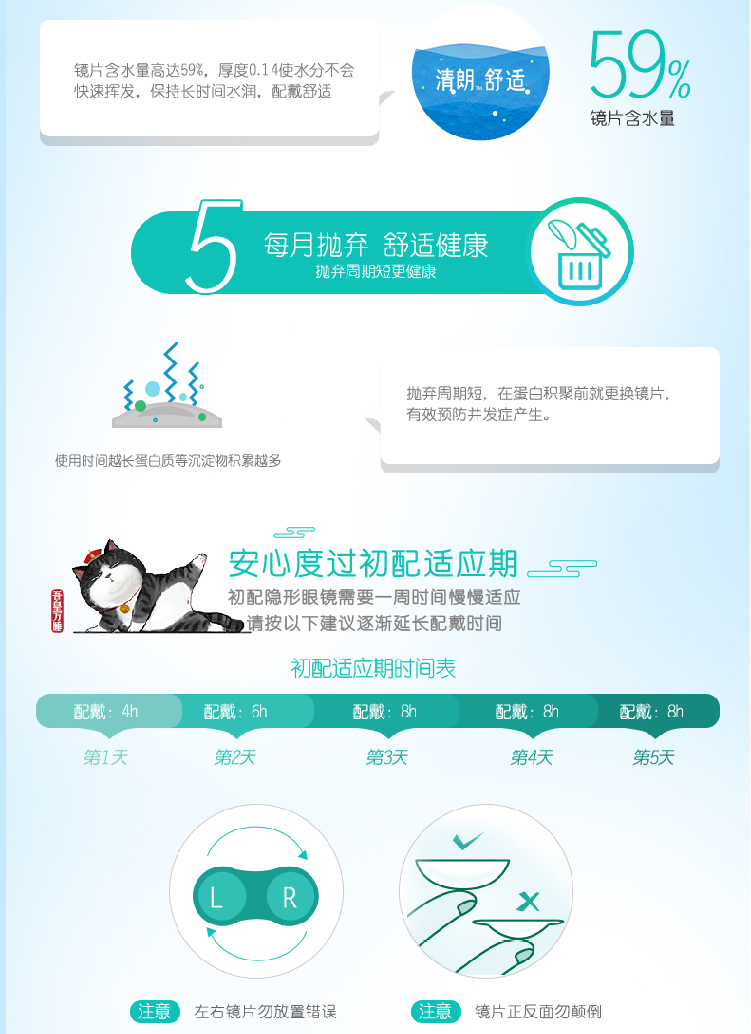 镜片含水量高达59%，厚度0.14使水分不会
快速挥发，保持长时间水润，配戴舒适
清朗™舒适
59%
镜片含水量
5
每月抛弃 舒适健康
抛弃周期短更健康
抛弃周期短，在蛋白积聚前就更换镜片，
有效预防并发症产生。
使用时间越长蛋白质等沉淀物积累越多
吾皇万睡
安心度过初配适应期
初配隐形眼镜需要一周时间慢慢适应
请按以下建议逐渐延长配戴时间
初配适应期时间表
配戴：4h
配戴：6h
配戴：8h
配戴：8h
配戴：8h
第1天
第2天
第3天
第4天
第5天
L
R
注意 左右镜片勿放置错误
注意 镜片正反面勿颠倒